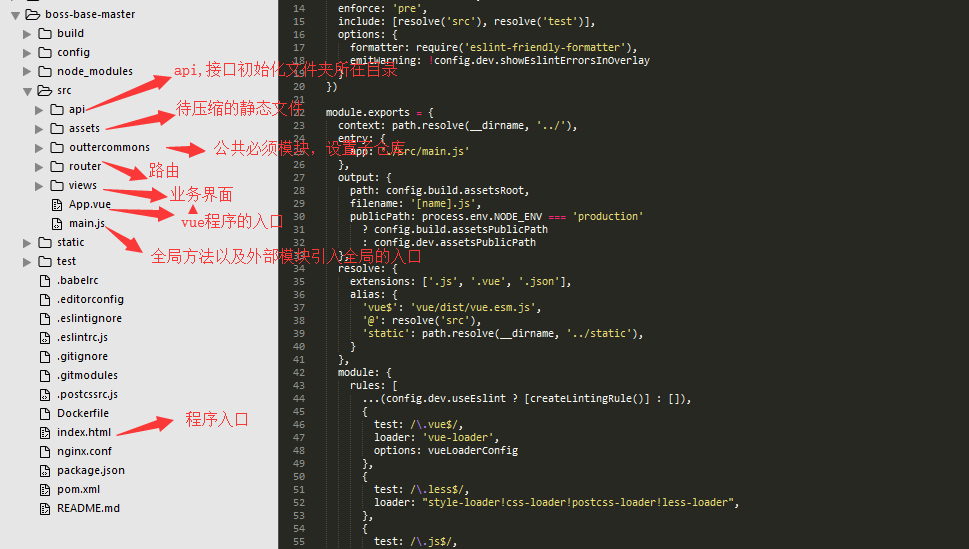 boss-base-master
build
config
node_modules
src
api
assets
outtercommons
router
views
App.vue
main.js
static
test
.babelrc
.editorconfig
.eslintignore
.eslintrc.js
.gitignore
.gitmodules
.postcssrc.js
Dockerfile
index.html
nginx.conf
package.json
pom.xml
README.md
api,接口初始化文件夹所在目录
待压缩的静态文件
公共必须模块，设置子仓库
路由
业务界面
vue程序的入口
全局方法以及外部模块引入全局的入口
程序入口
14 enforce: 'pre',
15 include: [resolve('src'), resolve('test')],
16 options: {
17 formatter: require('eslint-friendly-formatter'),
18 emitWarning: !config.dev.showEslintErrorsInOverlay
19 }
20 })
21
22 module.exports = {
23 context: path.resolve(__dirname, '../'),
24 entry: {
25 app: './src/main.js'
26 },
27 output: {
28 path: config.build.assetsRoot,
29 filename: '[name].js',
30 publicPath: process.env.NODE_ENV === 'production'
31 ? config.build.assetsPublicPath
32 : config.dev.assetsPublicPath
33 },
34 resolve: {
35 extensions: ['.js', '.vue', '.json'],
36 alias: {
37 'vue$': 'vue/dist/vue.esm.js',
38 '@': resolve('src'),
39 'static': path.resolve(__dirname, '../static'),
40 }
41 },
42 module: {
43 rules: [
44 ...(config.dev.useEslint ? [createLintingRule()] : []),
45 {
46 test: /\.vue$/,
47 loader: 'vue-loader',
48 options: vueLoaderConfig
49 },
50 {
51 test: /\.less$/,
52 loader: "style-loader!css-loader!postcss-loader!less-loader",
53 },
54 {
55 test: /\.js$/,